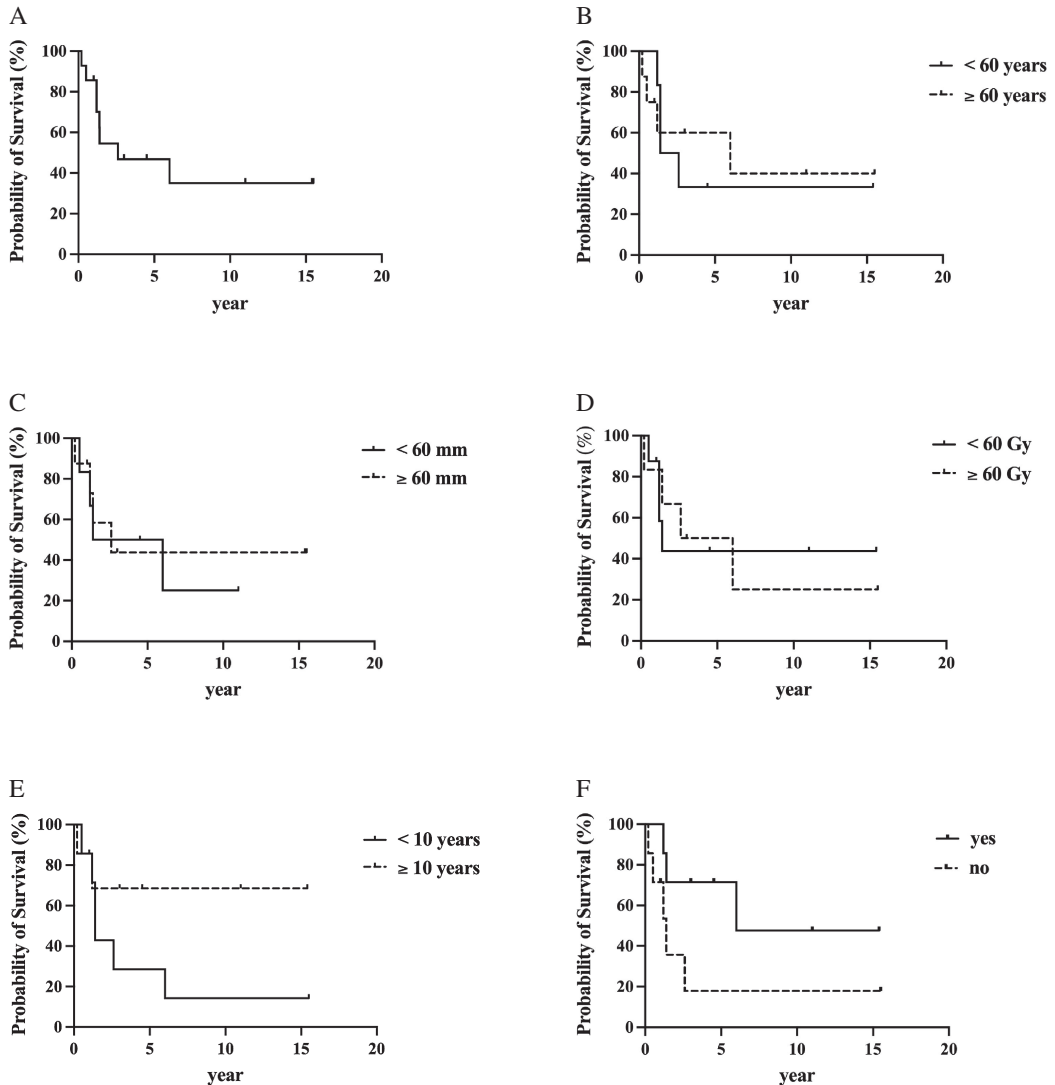 A
Probability of Survival (%)
100
80
60
40
20
0
0 5 10 15 20
year
B
Probability of Survival (%)
100
80
60
40
20
0
0 5 10 15 20
year
< 60 years
≥ 60 years
C
Probability of Survival (%)
100
80
60
40
20
0
0 5 10 15 20
year
< 60 mm
≥ 60 mm
D
Probability of Survival (%)
100
80
60
40
20
0
0 5 10 15 20
year
< 60 Gy
≥ 60 Gy
E
Probability of Survival (%)
100
80
60
40
20
0
0 5 10 15 20
year
< 10 years
≥ 10 years
F
Probability of Survival (%)
100
80
60
40
20
0
0 5 10 15 20
year
yes
no